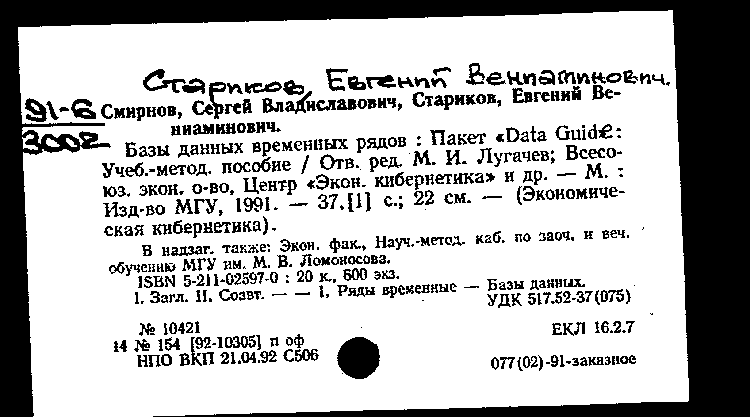 Стариков, Евгений Вениаминович.
91-6
3002
Смирнов, Сергей Владиславович, Стариков, Евгений Ве-
ниаминович.
Базы данных временных рядов : Пакет «Data Guide:
Учеб.-метод. пособие / Отв. ред. М. И. Лугачев; Всесо-
юз. экон. о-во, Центр «Экон. кибернетика» и др. — М. :
Изд-во МГУ, 1991. — 37,[1] с.; 22 см. — (Экономиче-
ская кибернетика).
В надзаг. также: Экон. фак., Науч.-метод. каб. по заоч. и веч.
обучению МГУ им. М. В. Ломоносова.
ISBN 5-211-02597-0 : 20 к., 600 экз.
I. Загл. II. Соавт. — — 1. Ряды временные — Базы данных.
УДК 517.52-37(075)
№ 10421
ЕКЛ 16.2.7
14 № 154 [92-10305] п оф
НПО ВКП 21.04.92 С506
077(02)-91-заказное